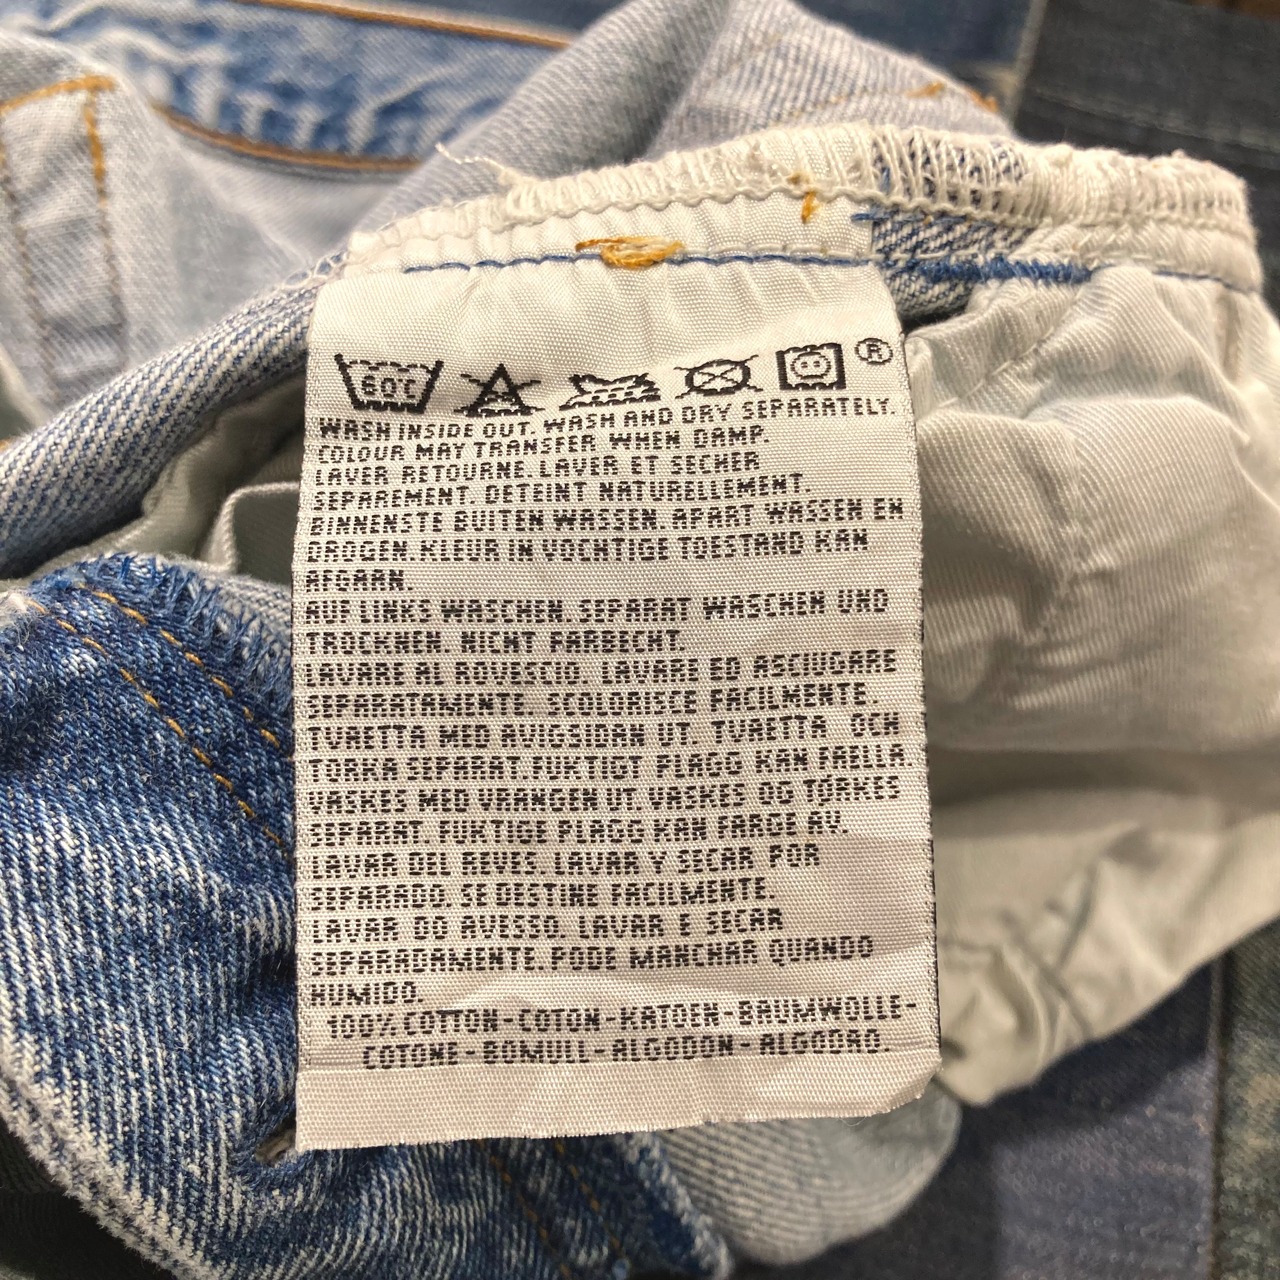 60°C ®
WASH INSIDE OUT. WASH AND DRY SEPARATELY.
COLOUR MAY TRANSFER WHEN DAMP.
LAVER RETOURNE. LAVER ET SECHER
SEPAREMENT. DETEINT NATURELLEMENT.
BINNENSTE BUITEN WASSEN. APART WASSEN EN
DROGEN. KLEUR IN VOCHTIGE TOESTAND KAN
AFGAAN.
AUF LINKS WASCHEN. SEPARAT WASCHEN UND
TROCKNEN. NICHT FARBECHT.
LAVARE AL ROVESCIO. LAVARE ED ASCIUGARE
SEPARATAMENTE. SCOLORISCE FACILMENTE.
TVAETTA MED AVIGSIDAN UT. TVAETTA OCH
TORKA SEPARAT. FUKTIGT PLAGG KAN FAELLA
VASKES MED VRANGEN UT. VASKES OG TØRKES
SEPARAT. FUKTIGE PLAGG KAN FARGE AV.
LAVAR DEL REVES. LAVAR Y SECAR POR
SEPARADO. SE DESTINE FACILMENTE.
LAVAR DO AVESSO. LAVAR E SECAR
SEPARADAMENTE. PODE MANCHAR QUANDO
HUMIDO.
100% COTTON-COTON-KATOEN-BAUMWOLLE-
COTONE-BOMULL-ALGODON-ALGODAO.